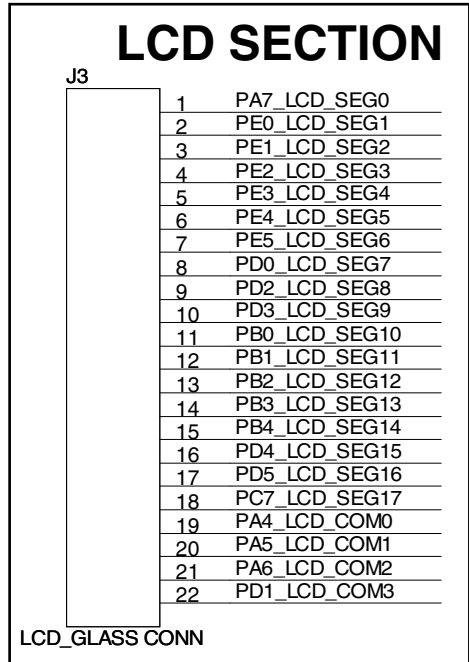 LCD SECTION
J3
1 PA7_LCD_SEG0
2 PE0_LCD_SEG1
3 PE1_LCD_SEG2
4 PE2_LCD_SEG3
5 PE3_LCD_SEG4
6 PE4_LCD_SEG5
7 PE5_LCD_SEG6
8 PD0_LCD_SEG7
9 PD2_LCD_SEG8
10 PD3_LCD_SEG9
11 PB0_LCD_SEG10
12 PB1_LCD_SEG11
13 PB2_LCD_SEG12
14 PB3_LCD_SEG13
15 PB4_LCD_SEG14
16 PD4_LCD_SEG15
17 PD5_LCD_SEG16
18 PC7_LCD_SEG17
19 PA4_LCD_COM0
20 PA5_LCD_COM1
21 PA6_LCD_COM2
22 PD1_LCD_COM3
LCD_GLASS CONN